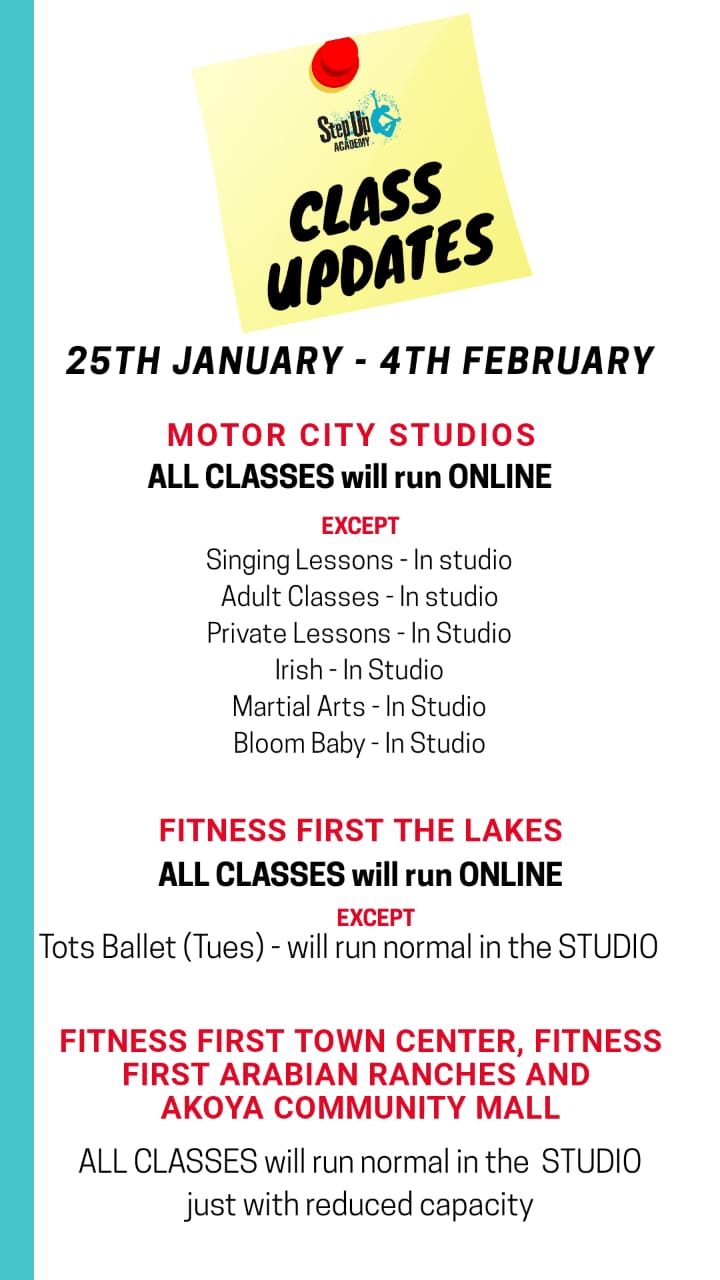 Step Up
ACADEMY
CLASS
UPDATES
25TH JANUARY - 4TH FEBRUARY
MOTOR CITY STUDIOS
ALL CLASSES will run ONLINE
EXCEPT
Singing Lessons - In studio
Adult Classes - In studio
Private Lessons - In Studio
Irish - In Studio
Martial Arts - In Studio
Bloom Baby - In Studio
FITNESS FIRST THE LAKES
ALL CLASSES will run ONLINE
EXCEPT
Tots Ballet (Tues) - will run normal in the STUDIO
FITNESS FIRST TOWN CENTER, FITNESS
FIRST ARABIAN RANCHES AND
AKOYA COMMUNITY MALL
ALL CLASSES will run normal in the STUDIO
just with reduced capacity